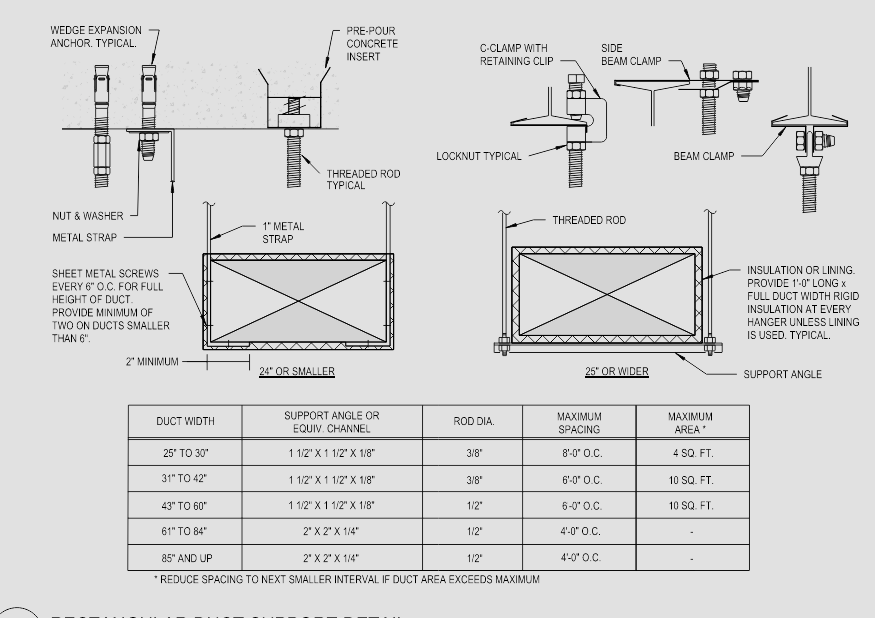 WEDGE EXPANSION
ANCHOR. TYPICAL.
PRE-POUR
CONCRETE
INSERT
C-CLAMP WITH
RETAINING CLIP
SIDE
BEAM CLAMP
LOCKNUT TYPICAL
BEAM CLAMP
THREADED ROD
TYPICAL
NUT & WASHER
METAL STRAP
1" METAL
STRAP
THREADED ROD
SHEET METAL SCREWS
EVERY 6" O.C. FOR FULL
HEIGHT OF DUCT.
PROVIDE MINIMUM OF
TWO ON DUCTS SMALLER
THAN 6".
INSULATION OR LINING.
PROVIDE 1'-0" LONG x
FULL DUCT WIDTH RIGID
INSULATION AT EVERY
HANGER UNLESS LINING
IS USED. TYPICAL.
2" MINIMUM
24" OR SMALLER
25" OR WIDER
SUPPORT ANGLE
DUCT WIDTH SUPPORT ANGLE OR EQUIV. CHANNEL ROD DIA. MAXIMUM SPACING MAXIMUM AREA *
25" TO 30" 1 1/2" X 1 1/2" X 1/8" 3/8" 8'-0" O.C. 4 SQ. FT.
31" TO 42" 1 1/2" X 1 1/2" X 1/8" 3/8" 6'-0" O.C. 10 SQ. FT.
43" TO 60" 1 1/2" X 1 1/2" X 1/8" 1/2" 6-0" O.C. 10 SQ. FT.
61" TO 84" 2" X 2" X 1/4" 1/2" 4'-0" O.C. -
85" AND UP 2" X 2" X 1/4" 1/2" 4'-0" O.C. -
* REDUCE SPACING TO NEXT SMALLER INTERVAL IF DUCT AREA EXCEEDS MAXIMUM
RECTANGULAR DUCT SUPPORT DETAIL